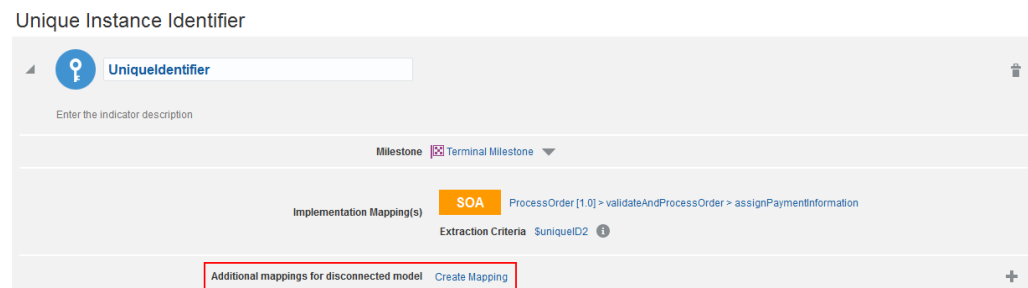 Unique Instance Identifier
UniqueIdentifier
Enter the indicator description
Milestone Terminal Milestone
Implementation Mapping(s) SOA ProcessOrder [1.0] > validateAndProcessOrder > assignPaymentInformation
Extraction Criteria $uniqueID2
Additional mappings for disconnected model Create Mapping